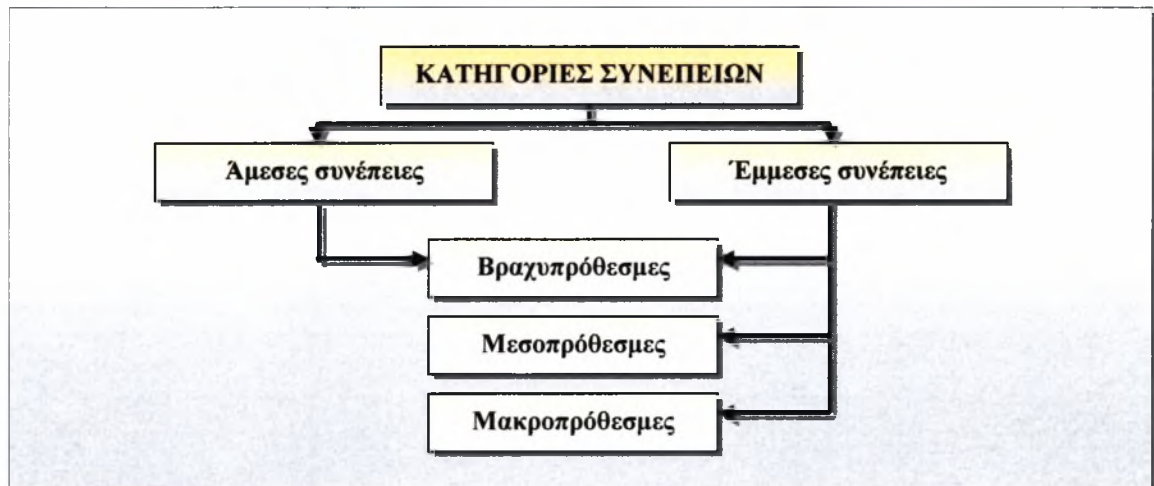 ΚΑΤΗΓΟΡΙΕΣ ΣΥΝΕΠΕΙΩΝ
Άμεσες συνέπειες
Έμμεσες συνέπειες
Βραχυπρόθεσμες
Μεσοπρόθεσμες
Μακροπρόθεσμες